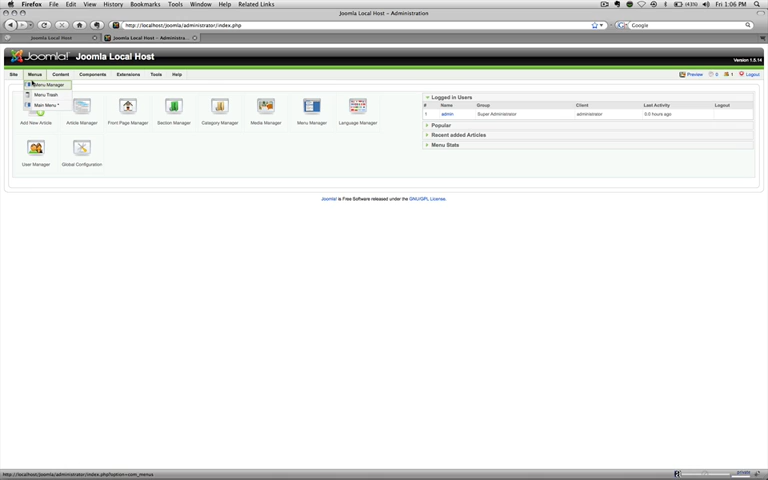 Firefox File Edit View History Bookmarks Tools Window Help Related Links
Fri 1:06 PM
Joomla Local Host - Administration
http://localhost/joomla/administrator/index.php
Google
Joomla Local Host
Joomla Local Host - Administra...
Joomla! Joomla Local Host
Version 1.5.14
Site Menus Content Components Extensions Tools Help
Preview 0 1 Logout
Menu Manager
Menu Trash
Main Menu *
Add New Article Article Manager Front Page Manager Section Manager Category Manager Media Manager Menu Manager Language Manager
User Manager Global Configuration
Logged in Users
# Name Group Client Last Activity Logout
1 admin Super Administrator administrator 0.0 hours ago
Popular
Recent added Articles
Menu Stats
Joomla! is Free Software released under the GNU/GPL License.
http://localhost/joomla/administrator/index.php?option=com_menus